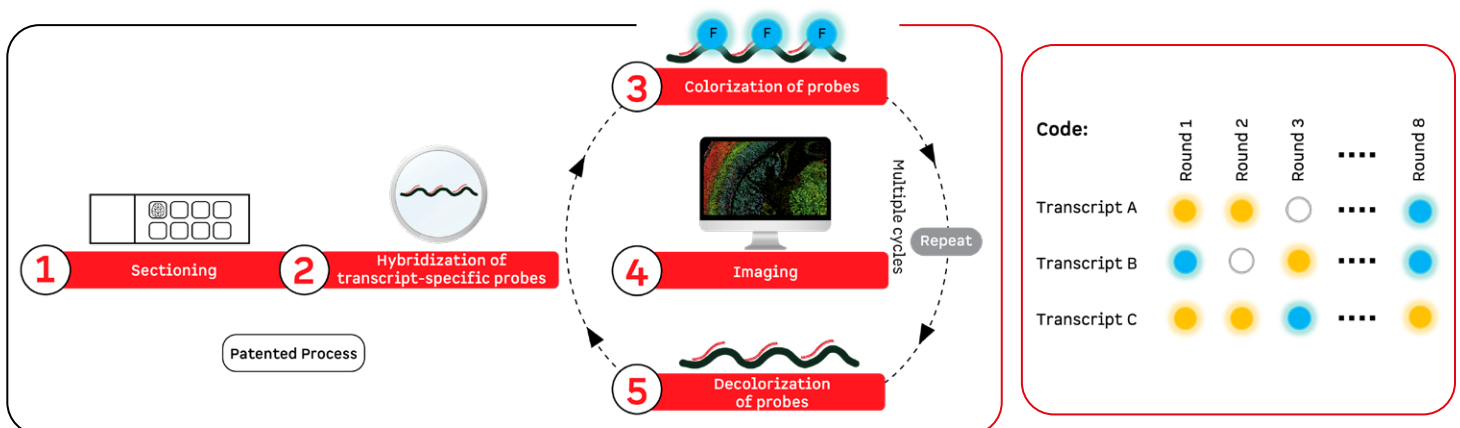 F F F
3
Colorization of probes
1
Sectioning
2
Hybridization of
transcript-specific probes
4
Imaging
Multiple cycles
Repeat
Patented Process
5
Decolorization
of probes
Code:
Round 1
Round 2
Round 3
Round 8
Transcript A
Transcript B
Transcript C